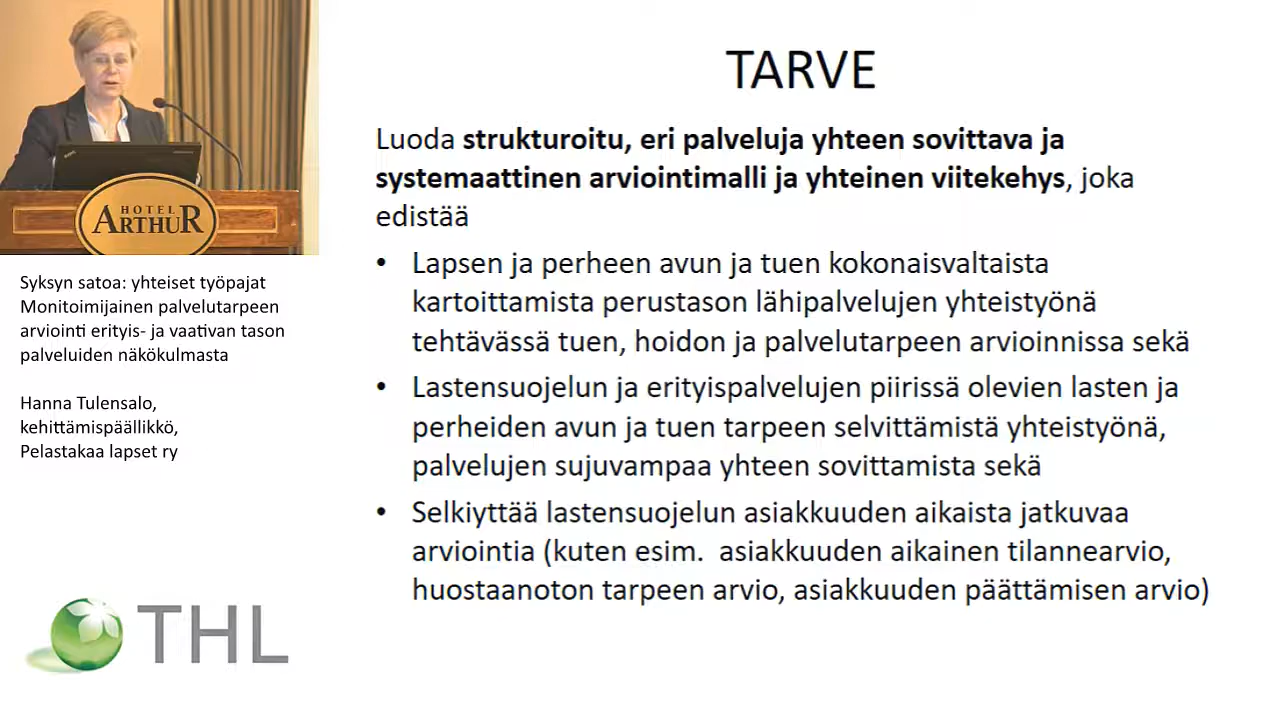 HOTEL
ARTHUR
Syksyn satoa: yhteiset työpajat
Monitoimijainen palvelutarpeen
arviointi erityis- ja vaativan tason
palveluiden näkökulmasta
Hanna Tulensalo,
kehittämispäällikkö,
Pelastakaa lapset ry
THL
TARVE
Luoda strukturoitu, eri palveluja yhteen sovittava ja
systemaattinen arviointimalli ja yhteinen viitekehys, joka
edistää
• Lapsen ja perheen avun ja tuen kokonaisvaltaista
kartoittamista perustason lähipalvelujen yhteistyönä
tehtävässä tuen, hoidon ja palvelutarpeen arvioinnissa sekä
• Lastensuojelun ja erityispalvelujen piirissä olevien lasten ja
perheiden avun ja tuen tarpeen selvittämistä yhteistyönä,
palvelujen sujuvampaa yhteen sovittamista sekä
• Selkiyttää lastensuojelun asiakkuuden aikaista jatkuvaa
arviointia (kuten esim.  asiakkuuden aikainen tilannearvio,
huostaanoton tarpeen arvio, asiakkuuden päättämisen arvio)